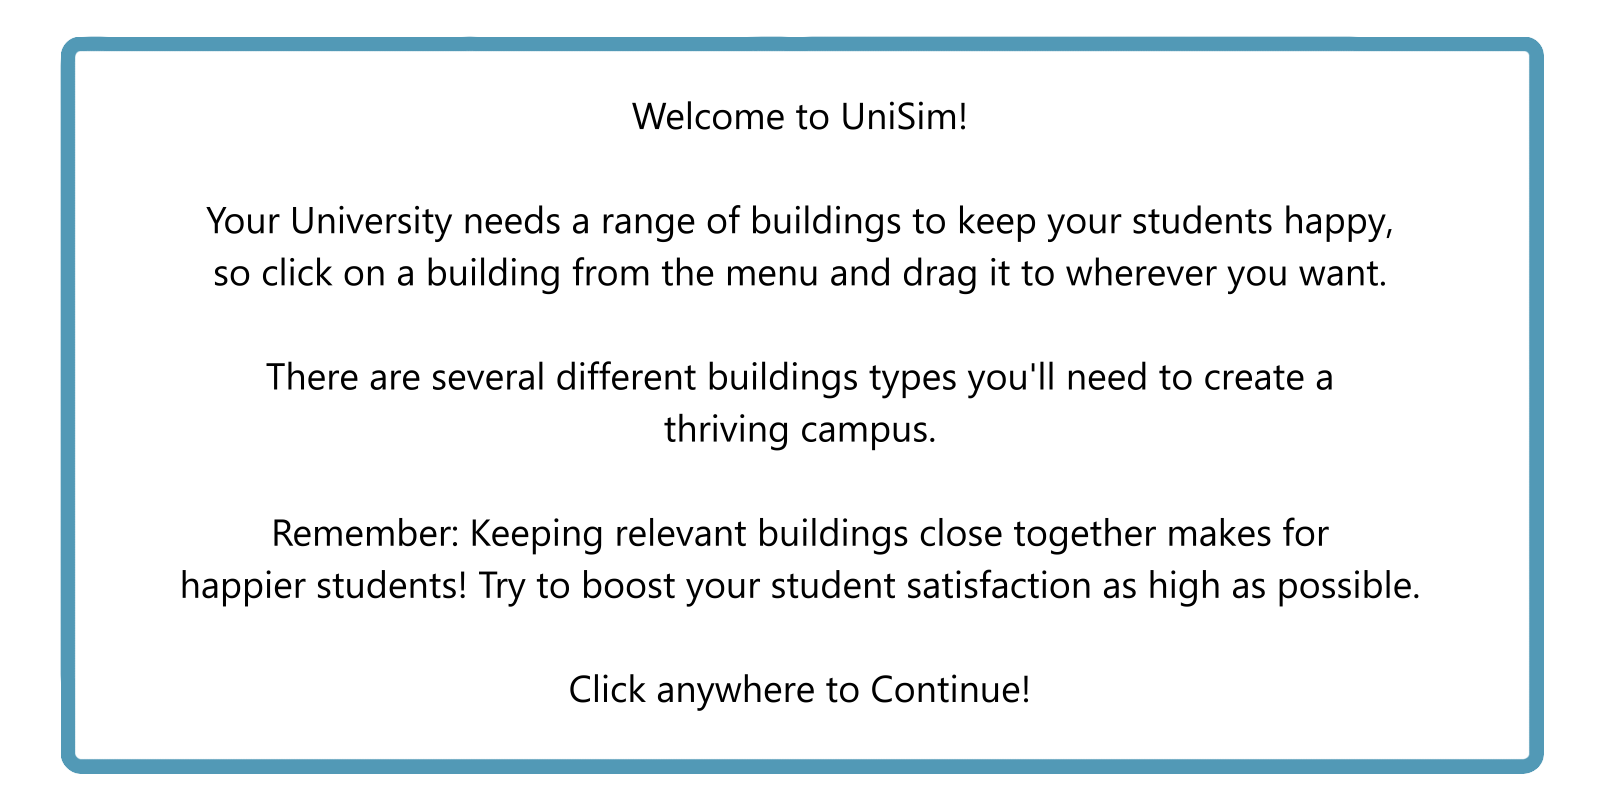 Welcome to UniSim!
Your University needs a range of buildings to keep your students happy,
so click on a building from the menu and drag it to wherever you want.
There are several different buildings types you'll need to create a
thriving campus.
Remember: Keeping relevant buildings close together makes for
happier students! Try to boost your student satisfaction as high as possible.
Click anywhere to Continue!